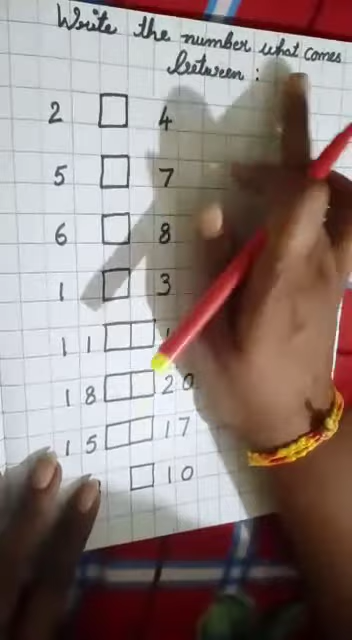 Write the number what comes
between :
2 □ 4
5 □ 7
6 □ 8
1 □ 3
11 □□
18 □□ 20
15 □□ 17
□ 10